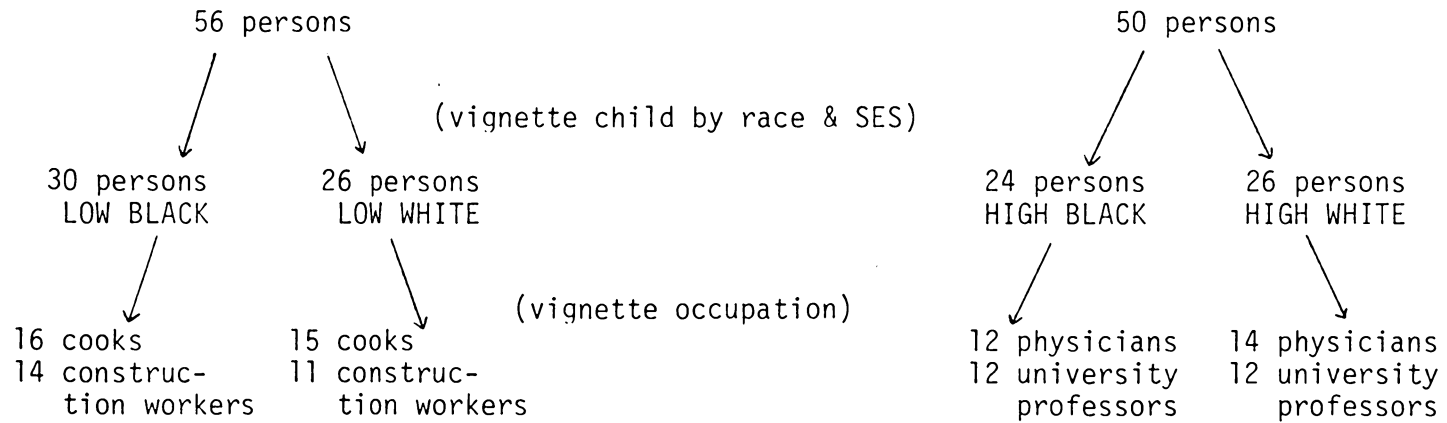 56 persons
50 persons
(vignette child by race & SES)
30 persons
LOW BLACK
26 persons
LOW WHITE
24 persons
HIGH BLACK
26 persons
HIGH WHITE
(vignette occupation)
16 cooks
14 construc-
tion workers
15 cooks
11 construc-
tion workers
12 physicians
12 university
professors
14 physicians
12 university
professors